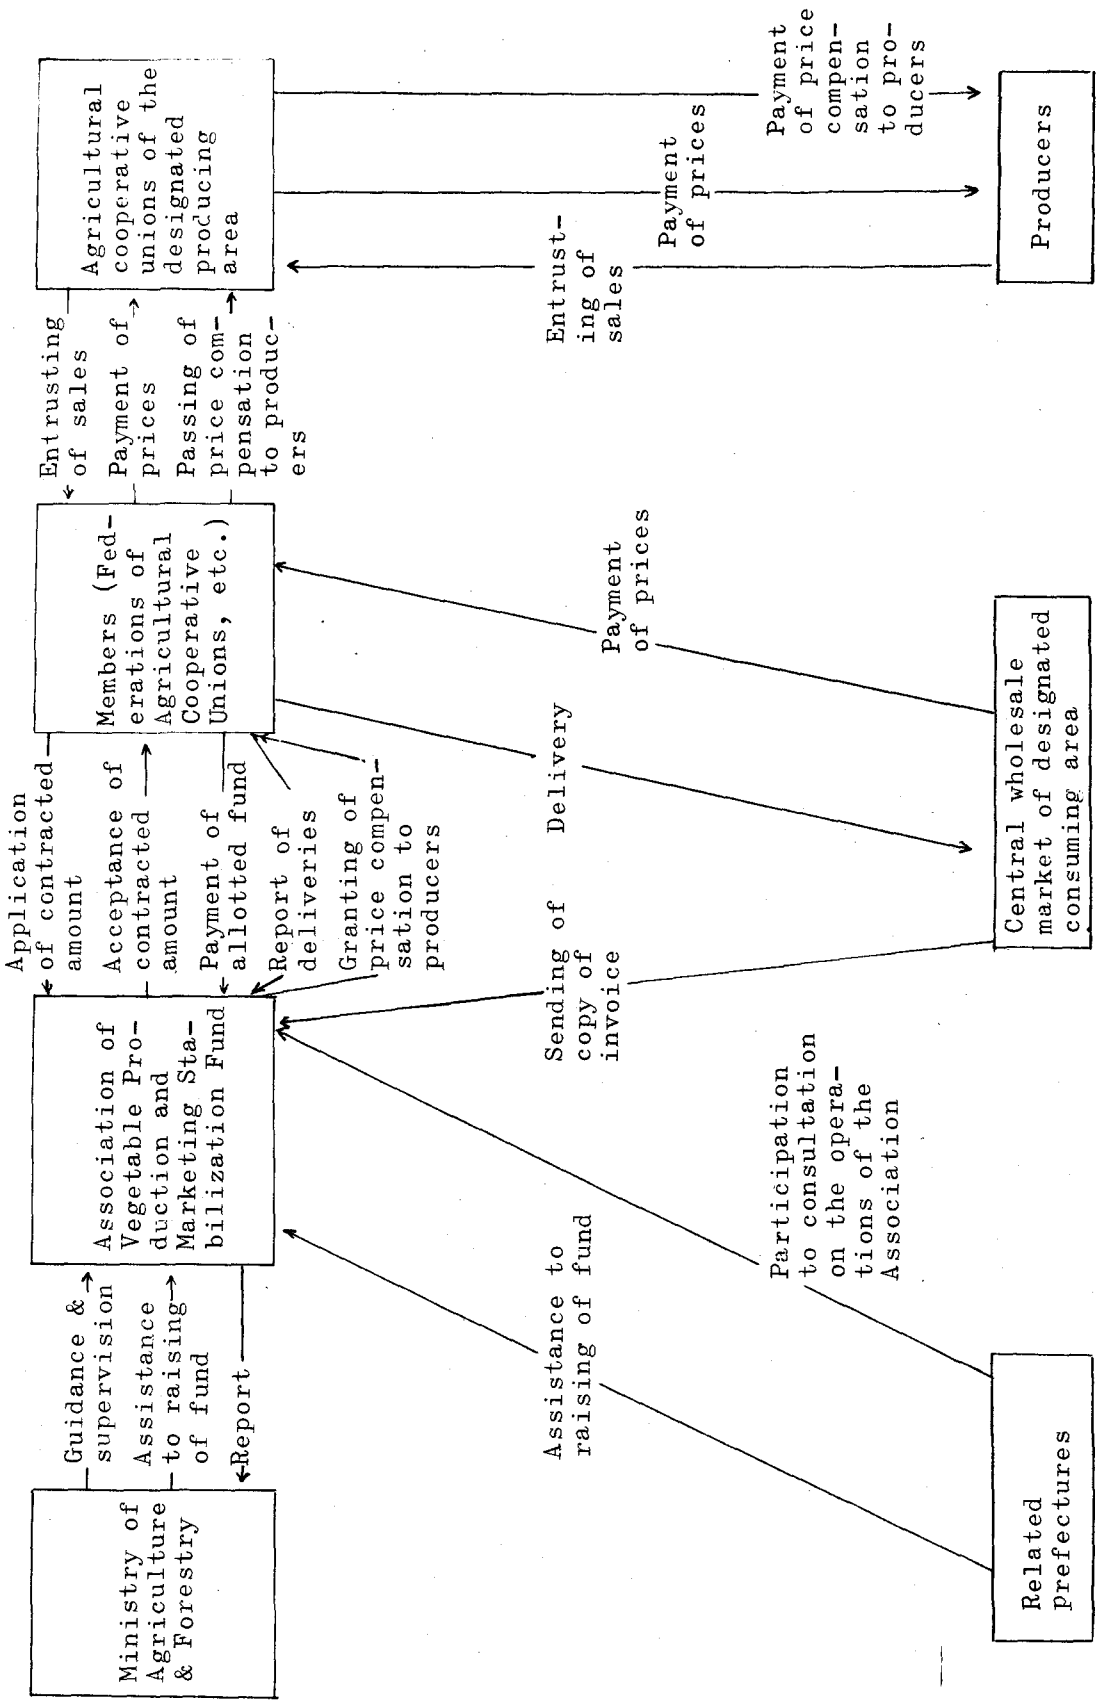 Ministry of
Agriculture
& Forestry
Guidance &
supervision
Assistance
to raising
of fund
Report
Association of
Vegetable Pro-
duction and
Marketing Sta-
bilization Fund
Application
of contracted
amount
Acceptance of
contracted
amount
Payment of
allotted fund
Report of
deliveries
Granting of
price compen-
sation to
producers
Members (Fed-
erations of
Agricultural
Cooperative
Unions, etc.)
Entrusting
of sales
Payment of
prices
Passing of
price com-
pensation
to produc-
ers
Agricultural
cooperative
unions of the
designated
producing
area
Assistance to
raising of fund
Participation
to consultation
on the opera-
tions of the
Association
Sending of
copy of
invoice
Delivery
Payment
of prices
Entrust-
ing of
sales
Payment
of prices
Payment
of price
compen-
sation
to pro-
ducers
Related
prefectures
Central wholesale
market of designated
consuming area
Producers